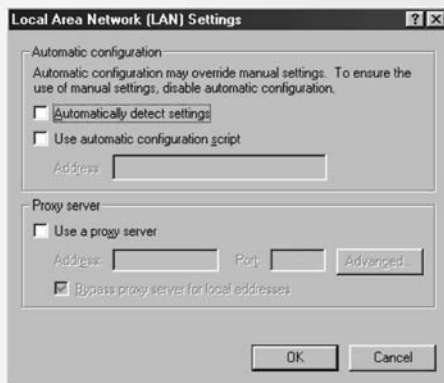 Local Area Network (LAN) Settings
Automatic configuration
Automatic configuration may override manual settings. To ensure the
use of manual settings, disable automatic configuration.
Automatically detect settings
Use automatic configuration script
Address:
Proxy server
Use a proxy server
Address: Port: Advanced...
Bypass proxy server for local addresses
OK Cancel